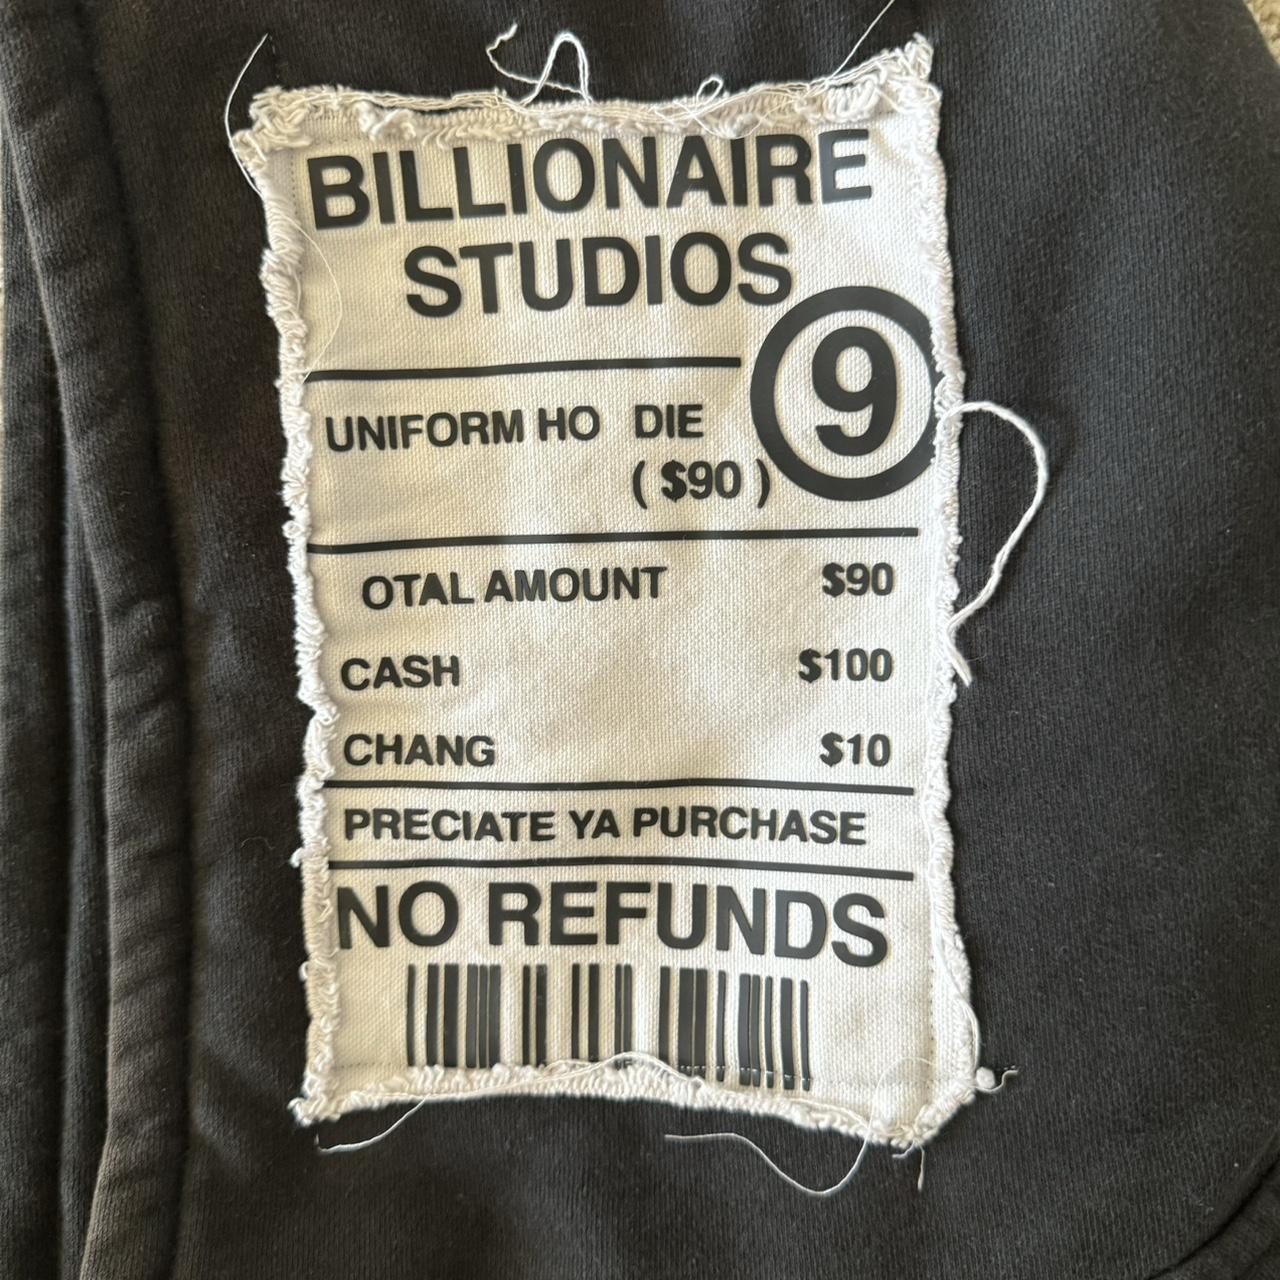 BILLIONAIRE
STUDIOS
9
UNIFORM HO DIE
( $90 )
OTAL AMOUNT $90
CASH $100
CHANG $10
PRECIATE YA PURCHASE
NO REFUNDS